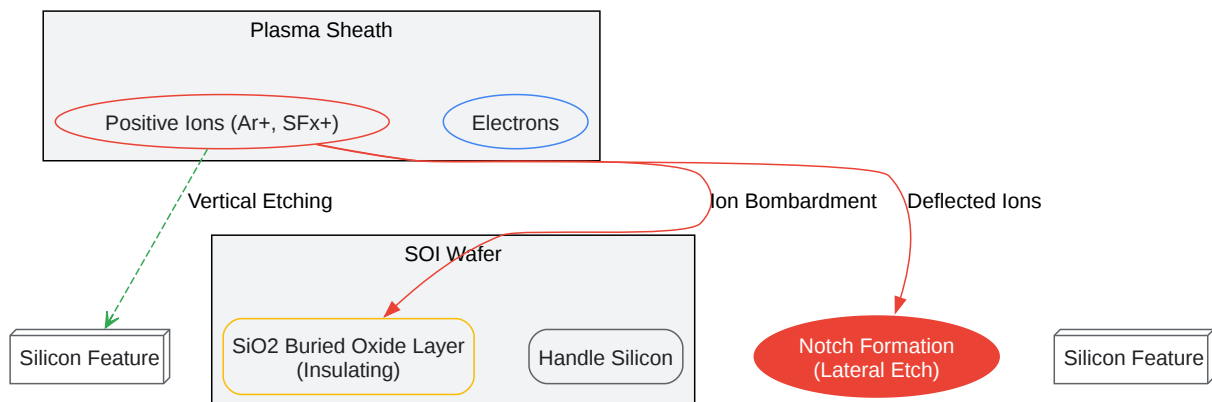 Plasma Sheath
Positive Ions (Ar+, SFx+)
Electrons
Vertical Etching
Ion Bombardment
Deflected Ions
SOI Wafer
Silicon Feature
SiO2 Buried Oxide Layer
(Insulating)
Handle Silicon
Notch Formation
(Lateral Etch)
Silicon Feature